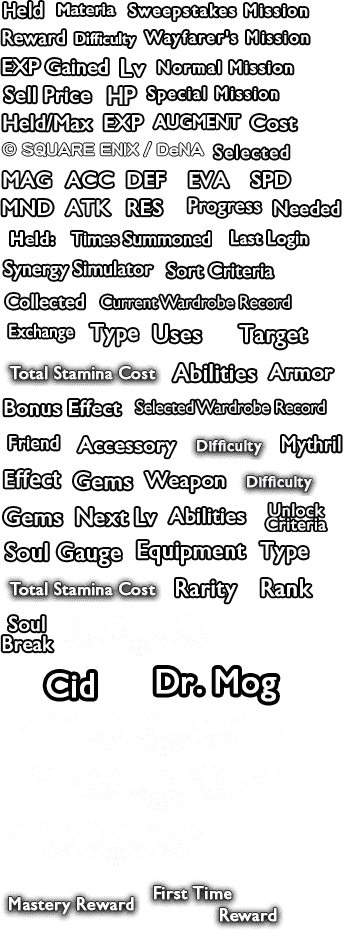 Held Materia Sweepstakes Mission
Reward Difficulty Wayfarer's Mission
EXP Gained Lv Normal Mission
Sell Price HP Special Mission
Held/Max EXP AUGMENT Cost
© SQUARE ENIX / DeNA Selected
MAG ACC DEF EVA SPD
MND ATK RES Progress Needed
Held: Times Summoned Last Login
Synergy Simulator Sort Criteria
Collected Current Wardrobe Record
Exchange Type Uses Target
Total Stamina Cost Abilities Armor
Bonus Effect Selected Wardrobe Record
Friend Accessory Difficulty Mythril
Effect Gems Weapon Difficulty
Gems Next Lv Abilities Unlock
Criteria
Soul Gauge Equipment Type
Total Stamina Cost Rarity Rank
Soul
Break
Cid Dr. Mog
Mastery Reward First Time
Reward